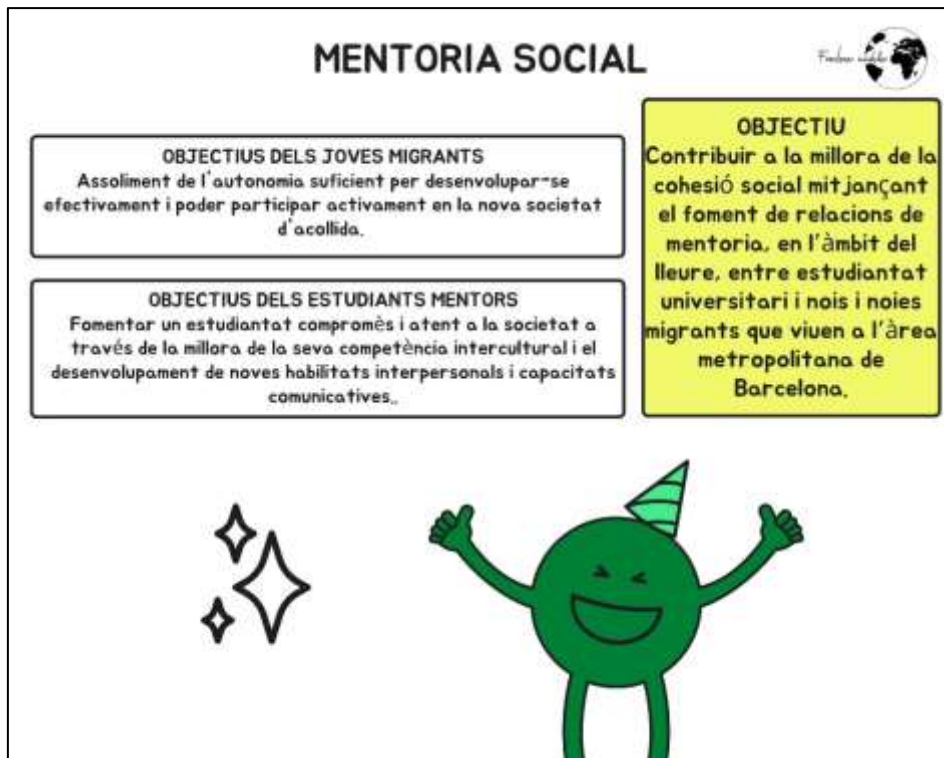 MENTORIA SOCIAL
OBJECTIUS DELS JOVES MIGRANTS
Assoliment de l'autonomia suficient per desenvolupar-se
efectivament i poder participar activament en la nova societat
d'acollida.
OBJECTIUS DELS ESTUDIANTS MENTORS
Fomentar un estudiantat compromès i atent a la societat a
través de la millora de la seva competència intercultural i el
desenvolupament de noves habilitats interpersonals i capacitats
comunicatives..
OBJECTIU
Contribuir a la millora de la
cohesió social mitjançant
el foment de relacions de
mentoria, en l'àmbit del
lleure, entre estudiantat
universitari i nois i noies
migrants que viuen a l'àrea
metropolitana de
Barcelona.